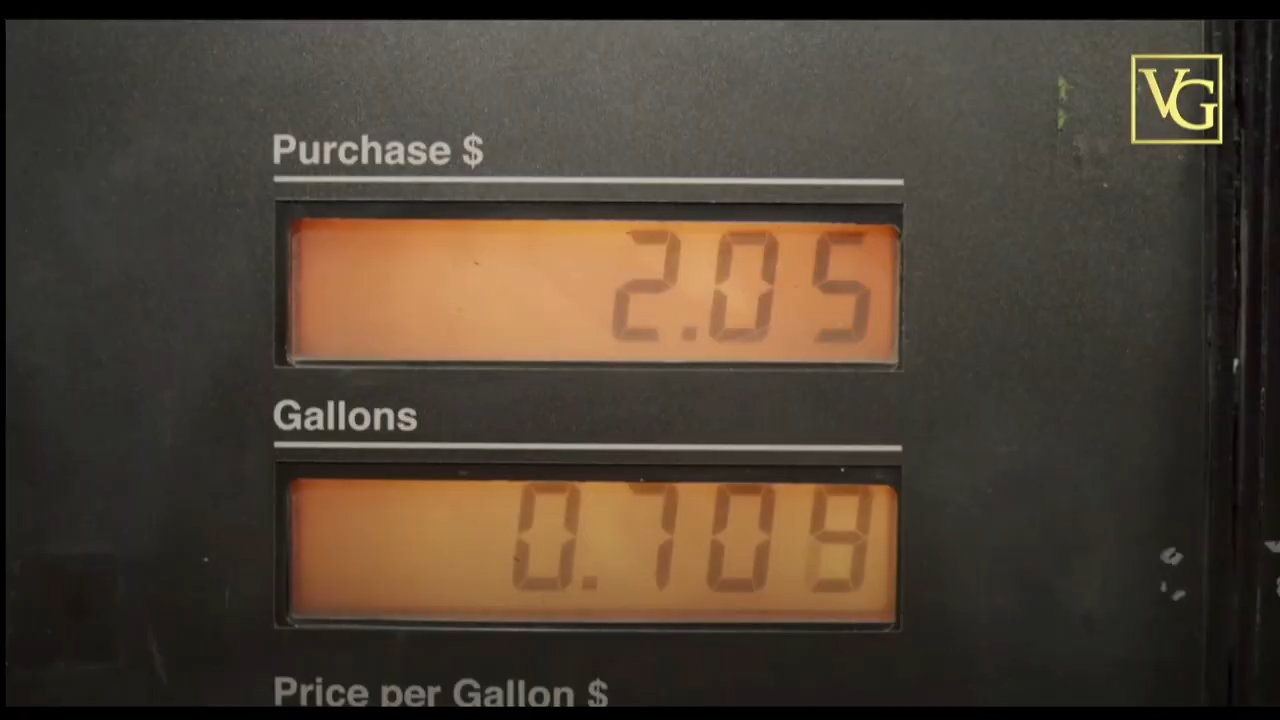 VG
Purchase $
2.05
Gallons
0.709
Price per Gallon $